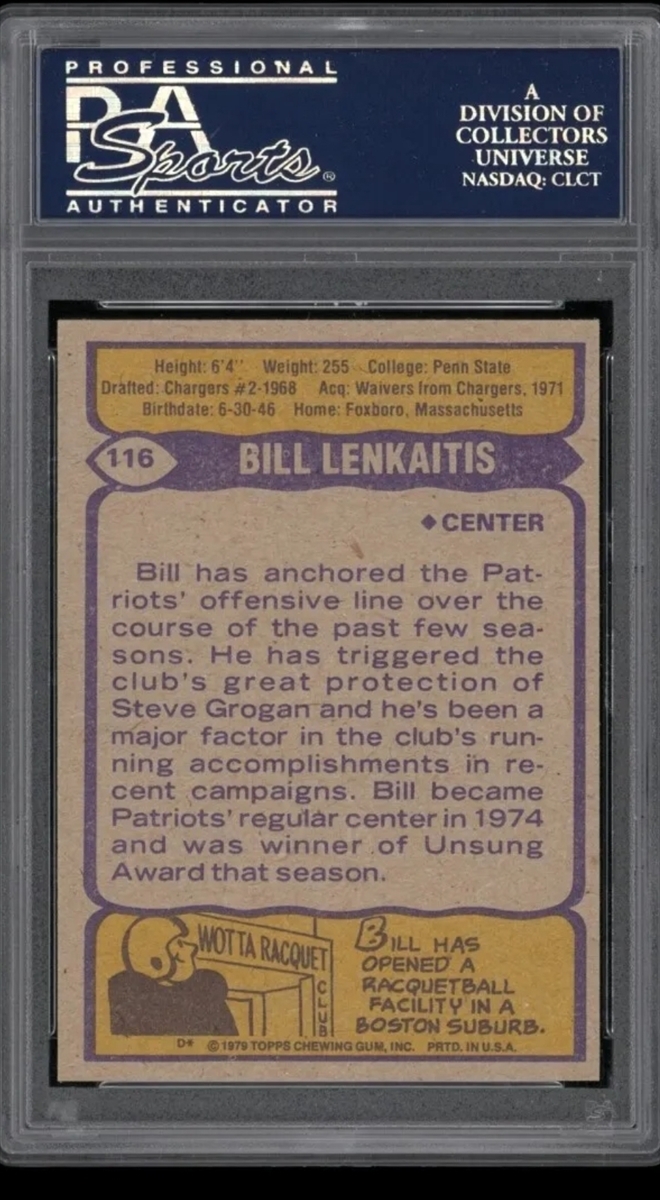 PROFESSIONAL
PSA
Sports®
AUTHENTICATOR
A
DIVISION OF
COLLECTORS
UNIVERSE
NASDAQ: CLCT
Height: 6'4'' Weight: 255 College: Penn State
Drafted: Chargers #2-1968 Acq: Waivers from Chargers, 1971
Birthdate: 6-30-46 Home: Foxboro, Massachusetts
116 BILL LENKAITIS
◆CENTER
Bill has anchored the Pat-
riots' offensive line over the
course of the past few sea-
sons. He has triggered the
club's great protection of
Steve Grogan and he's been a
major factor in the club's run-
ning accomplishments in re-
cent campaigns. Bill became
Patriots' regular center in 1974
and was winner of Unsung
Award that season.
WOTTA RACQUET
CLUB
BILL HAS
OPENED A
RACQUETBALL
FACILITY IN A
BOSTON SUBURB.
D* © 1979 TOPPS CHEWING GUM, INC. PRTD. IN U.S.A.